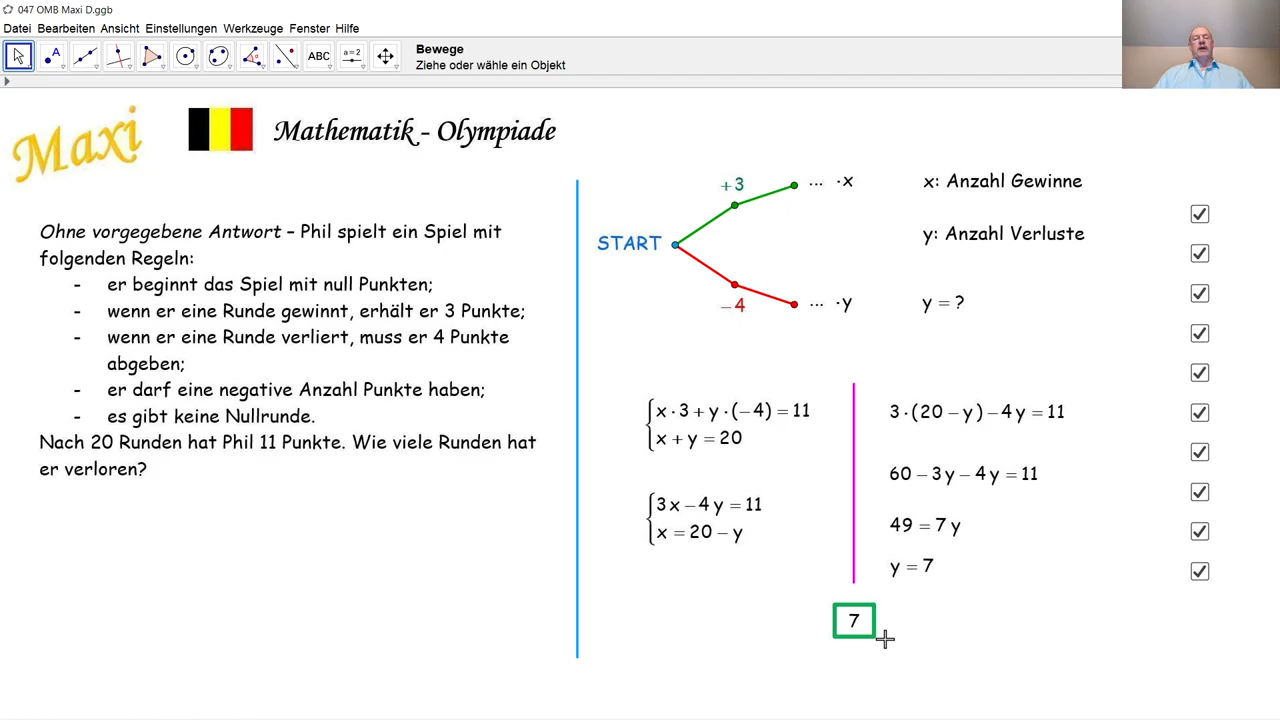 047 OMB Maxi D.ggb
Datei Bearbeiten Ansicht Einstellungen Werkzeuge Fenster Hilfe
A
ABC
a=2
Bewege
Ziehe oder wähle ein Objekt
Maxi
Mathematik - Olympiade
Ohne vorgegebene Antwort – Phil spielt ein Spiel mit
folgenden Regeln:
- er beginnt das Spiel mit null Punkten;
- wenn er eine Runde gewinnt, erhält er 3 Punkte;
- wenn er eine Runde verliert, muss er 4 Punkte
abgeben;
- er darf eine negative Anzahl Punkte haben;
- es gibt keine Nullrunde.
Nach 20 Runden hat Phil 11 Punkte. Wie viele Runden hat
er verloren?
+3 ... ·x
START
−4 ... ·y
x: Anzahl Gewinne
y: Anzahl Verluste
y = ?
x·3+y·(−4)=11
x+y=20
3x−4y=11
x=20−y
3·(20−y)−4y=11
60−3y−4y=11
49=7y
y=7
7